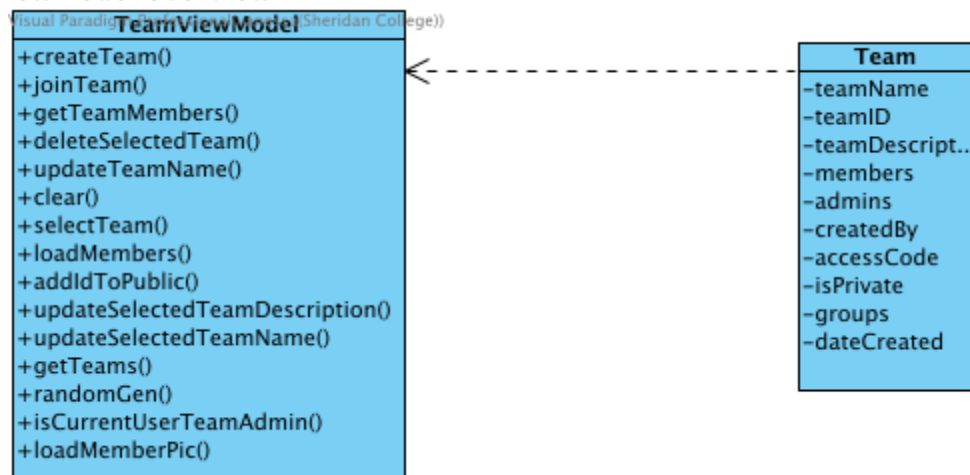 TeamViewModel
+createTeam()
+joinTeam()
+getTeamMembers()
+deleteSelectedTeam()
+updateTeamName()
+clear()
+selectTeam()
+loadMembers()
+addIdToPublic()
+updateSelectedTeamDescription()
+updateSelectedTeamName()
+getTeams()
+randomGen()
+isCurrentUserTeamAdmin()
+loadMemberPic()
Team
-teamName
-teamID
-teamDescript..
-members
-admins
-createdBy
-accessCode
-isPrivate
-groups
-dateCreated
Visual Paradigm (Sheridan College))